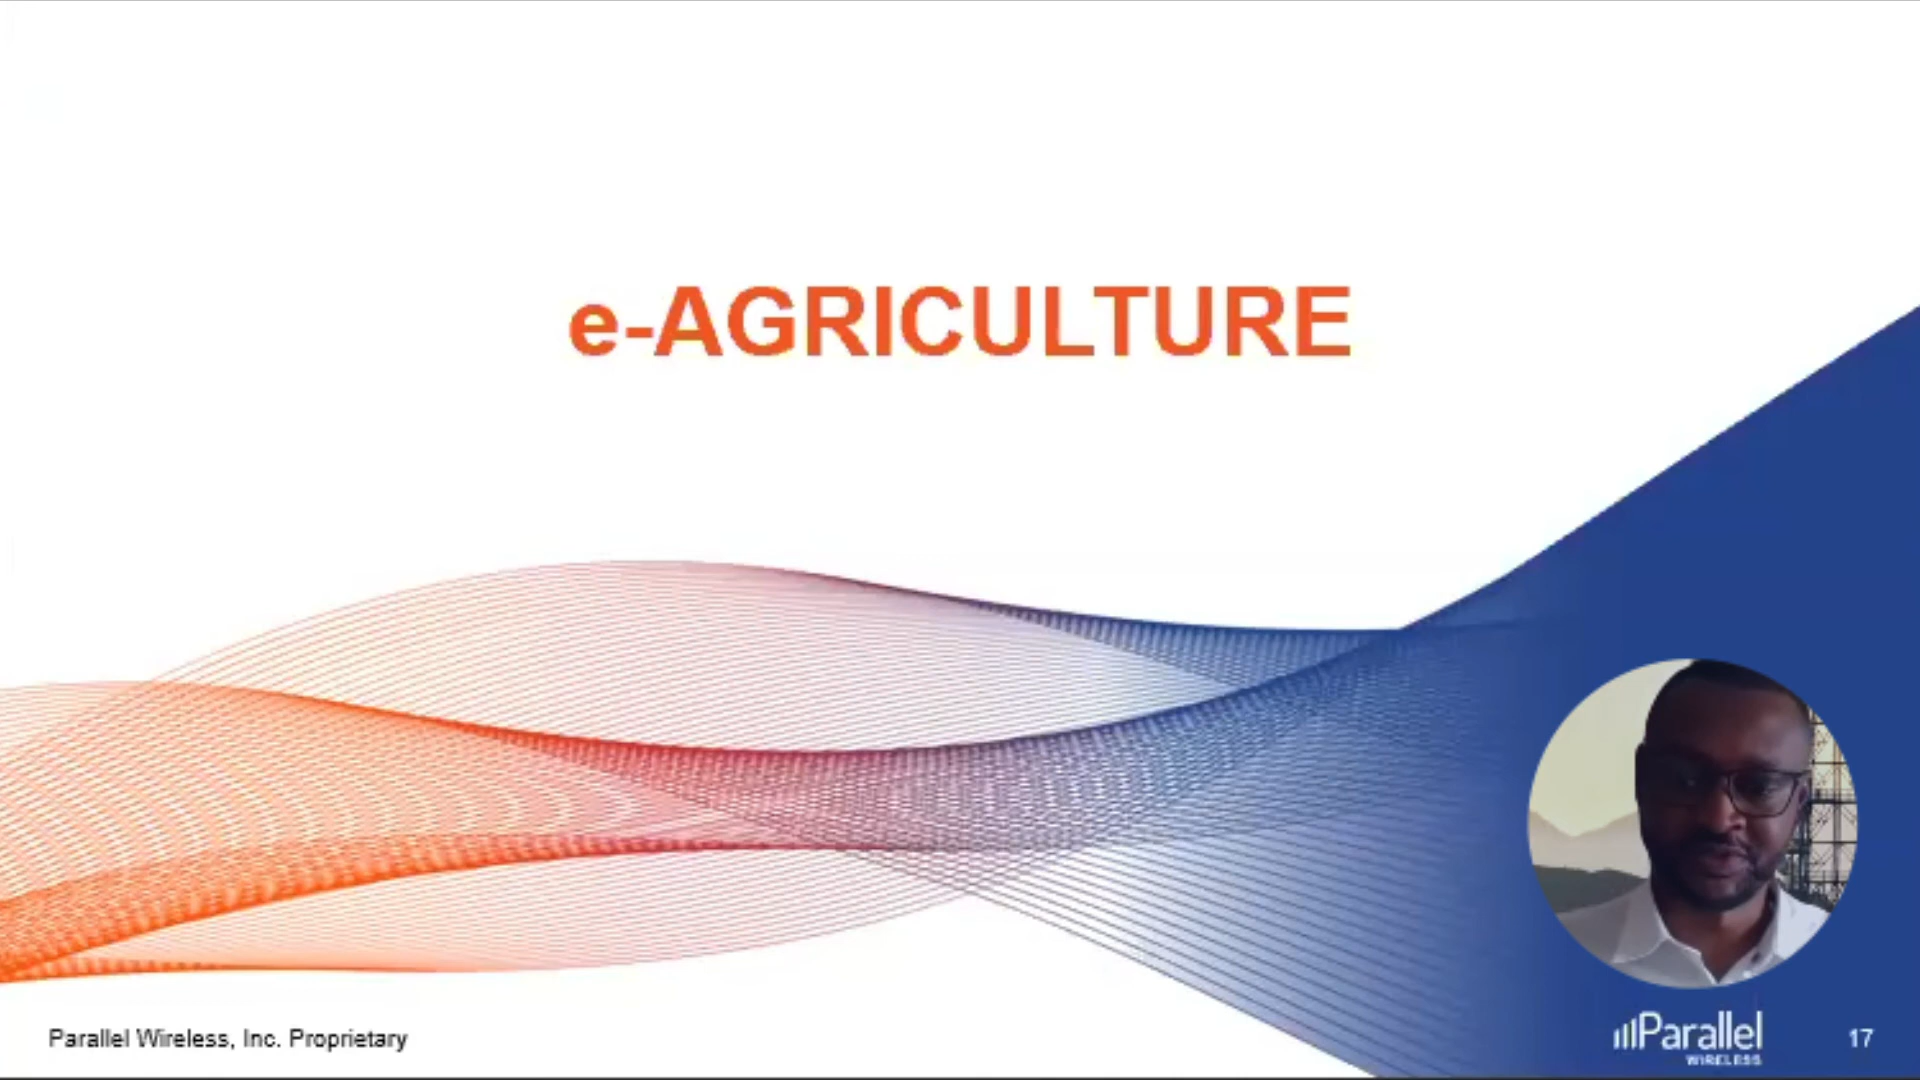 e-AGRICULTURE
Parallel Wireless, Inc. Proprietary
Parallel
WIRELESS
17